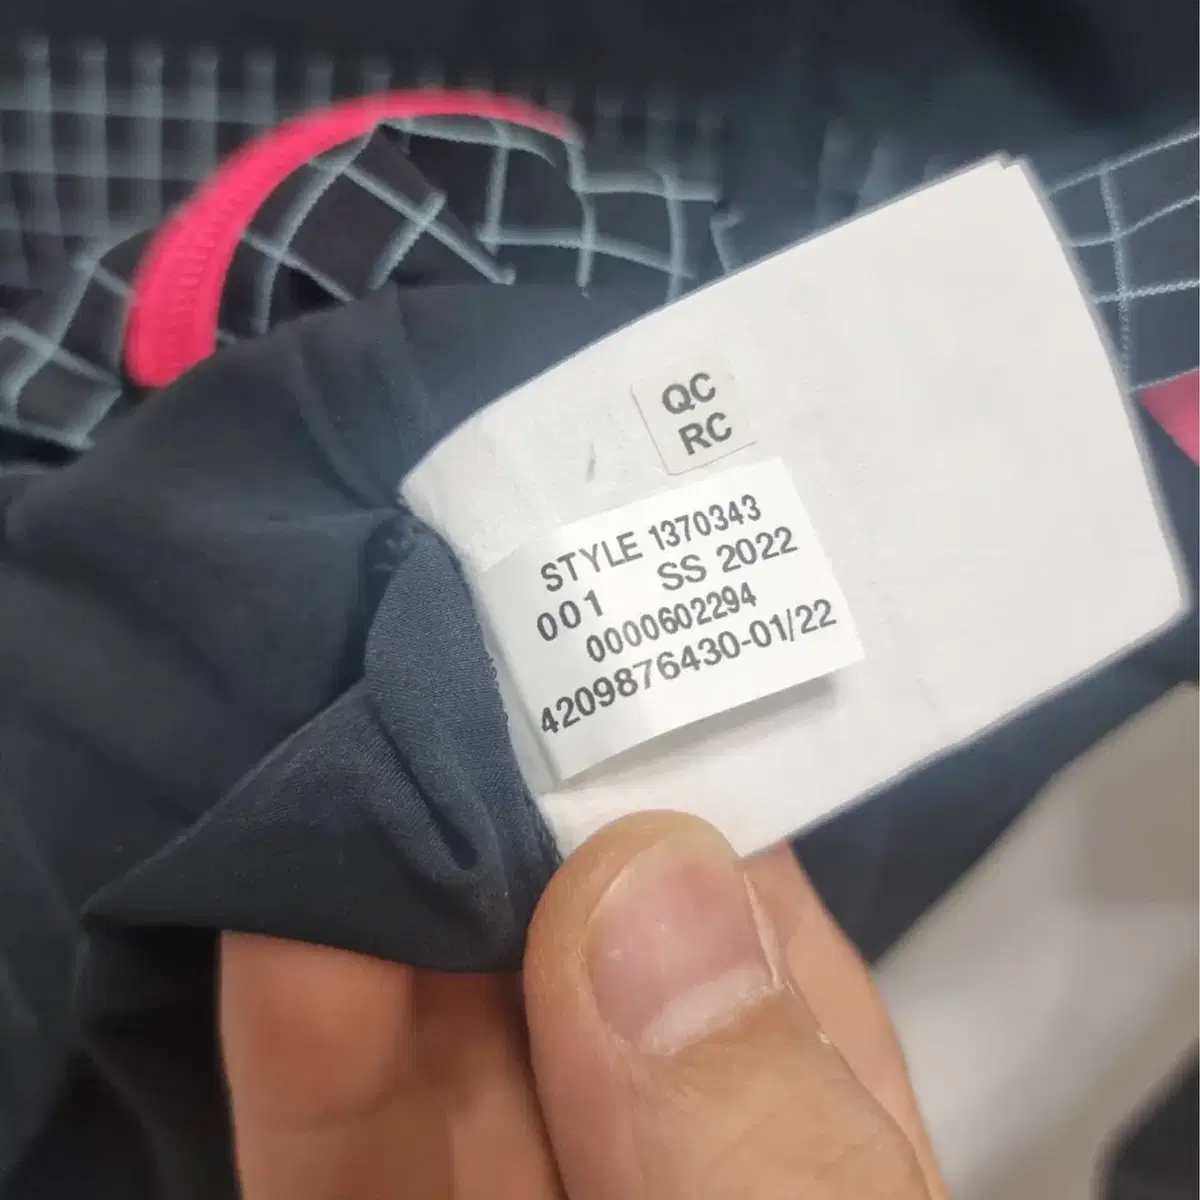 QC
RC
STYLE 1370343
001 SS 2022
0000602294
4209876430-01/22